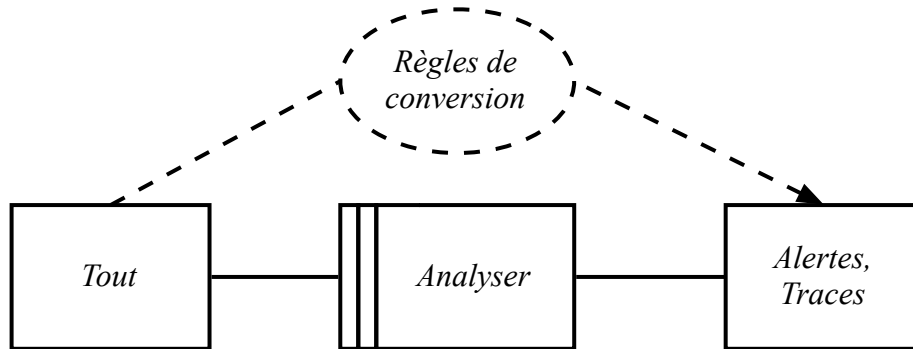 Règles de
conversion
Tout
Analyser
Alertes,
Traces